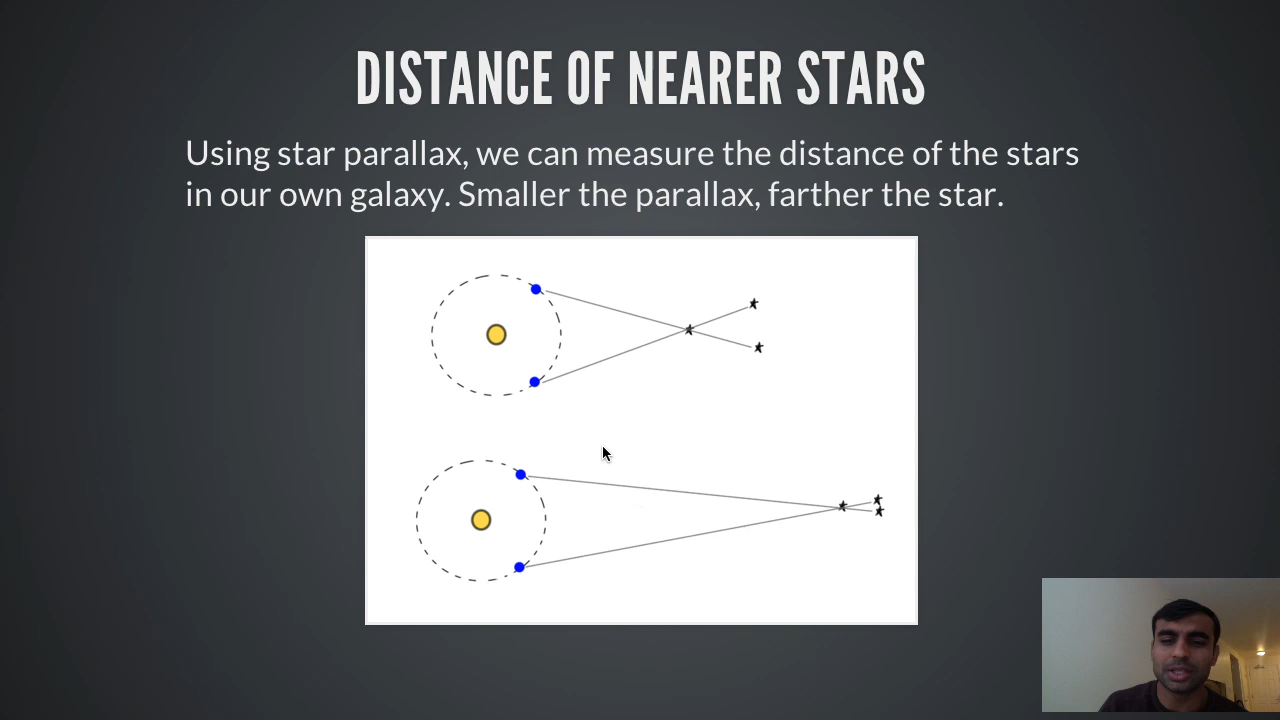 DISTANCE OF NEARER STARS
Using star parallax, we can measure the distance of the stars
in our own galaxy. Smaller the parallax, farther the star.